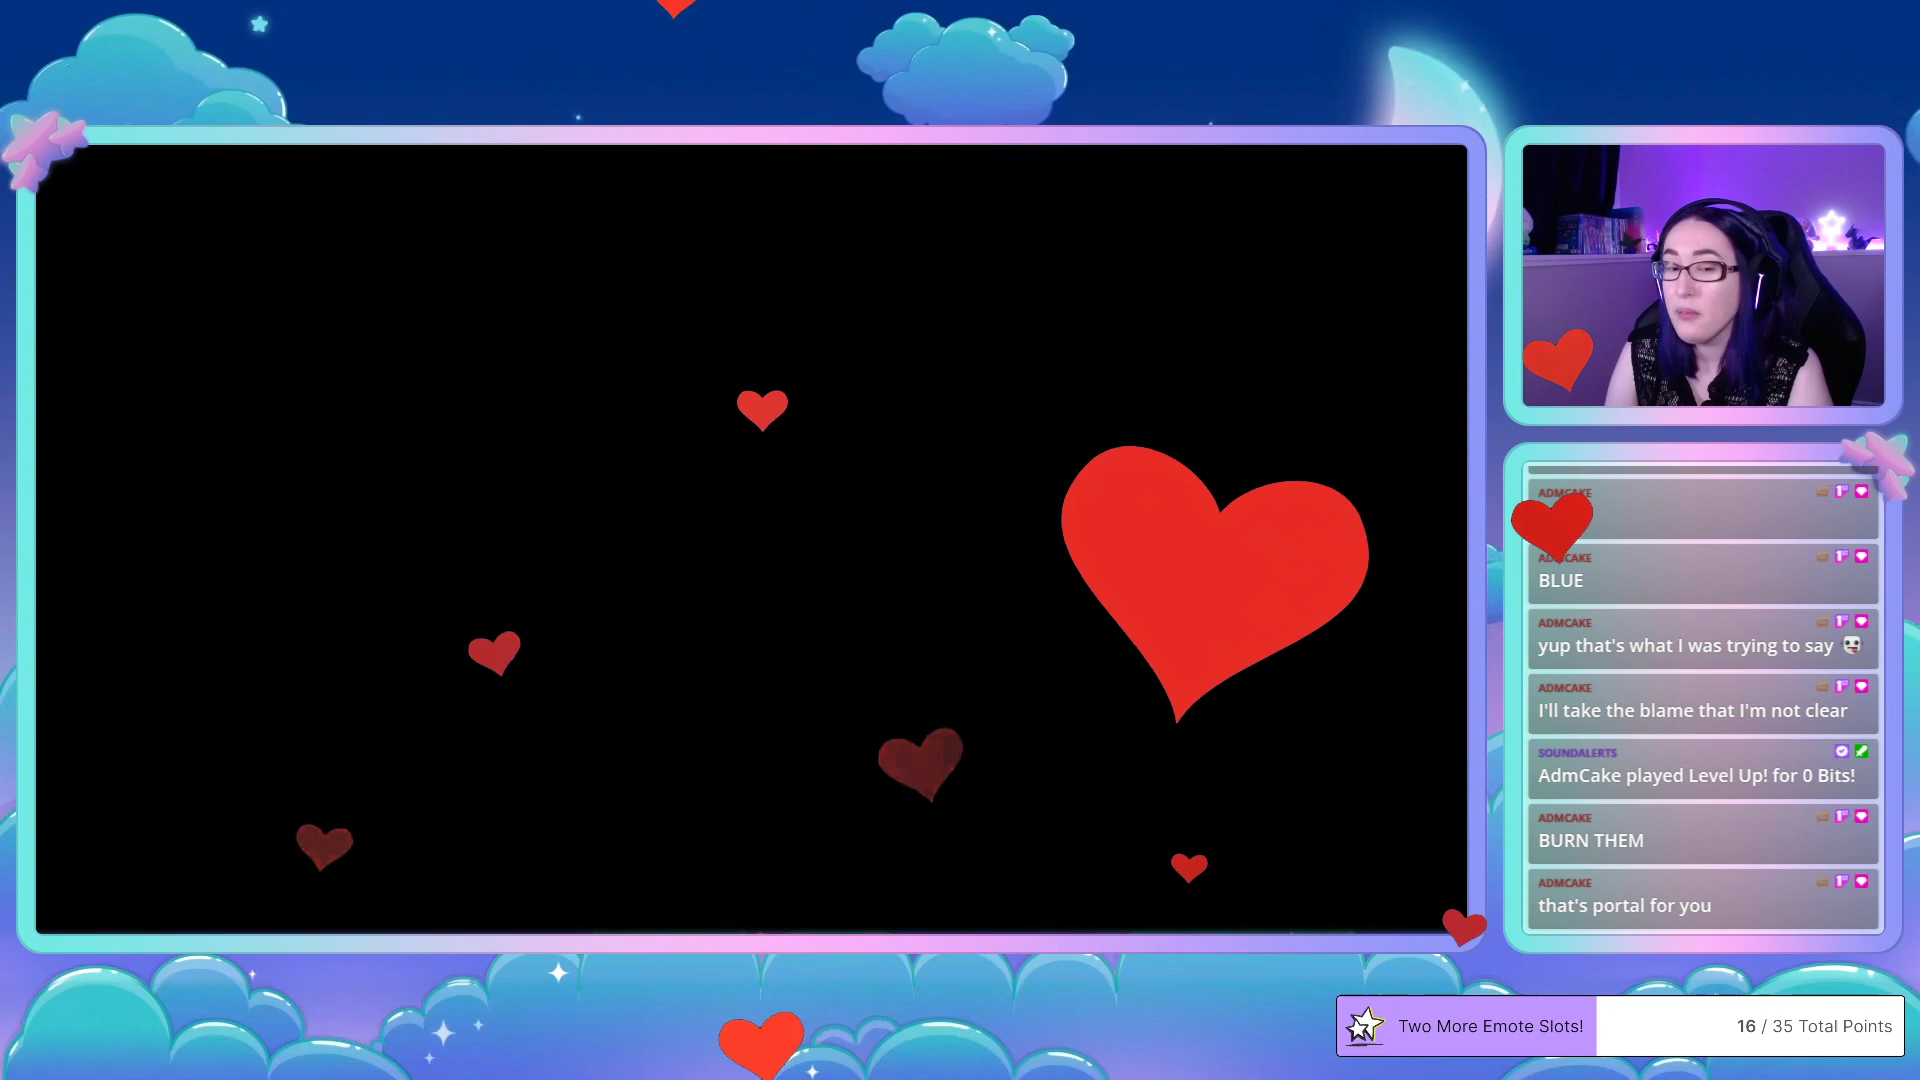 ADMCAKE
ADMCAKE
BLUE
ADMCAKE
yup that's what I was trying to say
ADMCAKE
I'll take the blame that I'm not clear
SOUNDALERTS
AdmCake played Level Up! for 0 Bits!
ADMCAKE
BURN THEM
ADMCAKE
that's portal for you
Two More Emote Slots!
16 / 35 Total Points